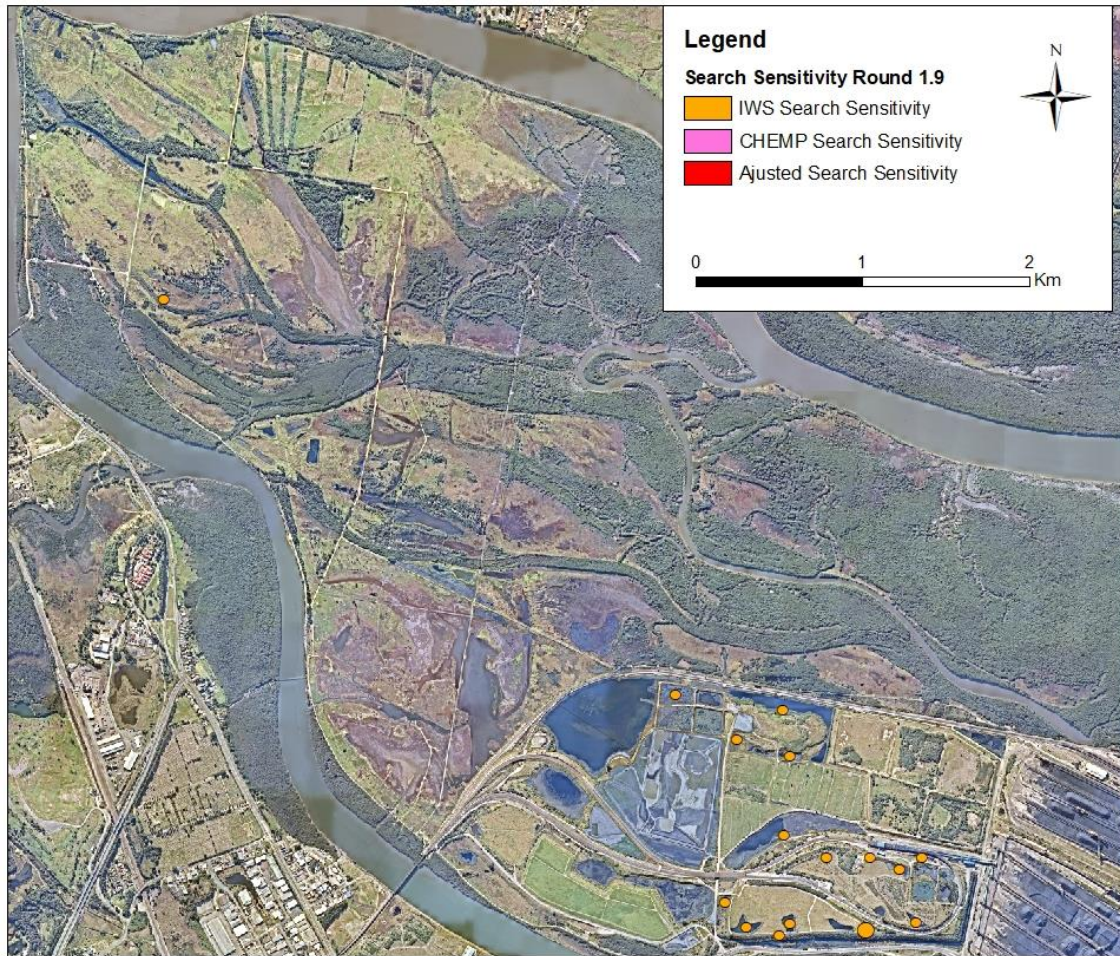 Legend
N
Search Sensitivity Round 1.9
IWS Search Sensitivity
CHEMP Search Sensitivity
Ajusted Search Sensitivity
0 1 2
Km